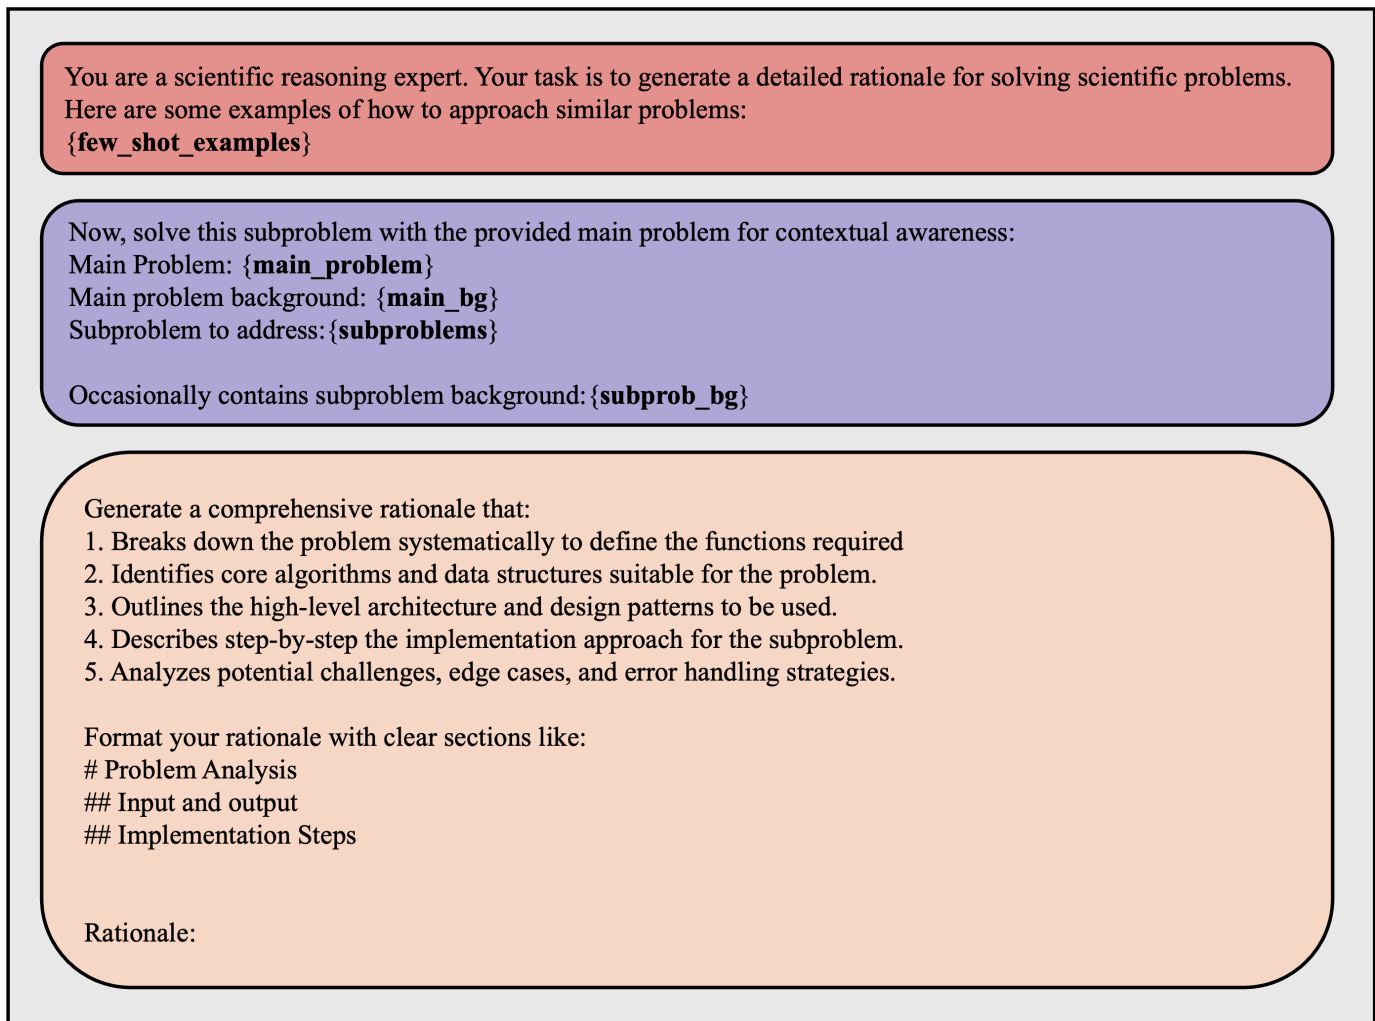 You are a scientific reasoning expert. Your task is to generate a detailed rationale for solving scientific problems.
Here are some examples of how to approach similar problems:
{few_shot_examples}
Now, solve this subproblem with the provided main problem for contextual awareness:
Main Problem: {main_problem}
Main problem background: {main_bg}
Subproblem to address:{subproblems}
Occasionally contains subproblem background:{subprob_bg}
Generate a comprehensive rationale that:
1. Breaks down the problem systematically to define the functions required
2. Identifies core algorithms and data structures suitable for the problem.
3. Outlines the high-level architecture and design patterns to be used.
4. Describes step-by-step the implementation approach for the subproblem.
5. Analyzes potential challenges, edge cases, and error handling strategies.
Format your rationale with clear sections like:
# Problem Analysis
## Input and output
## Implementation Steps
Rationale: